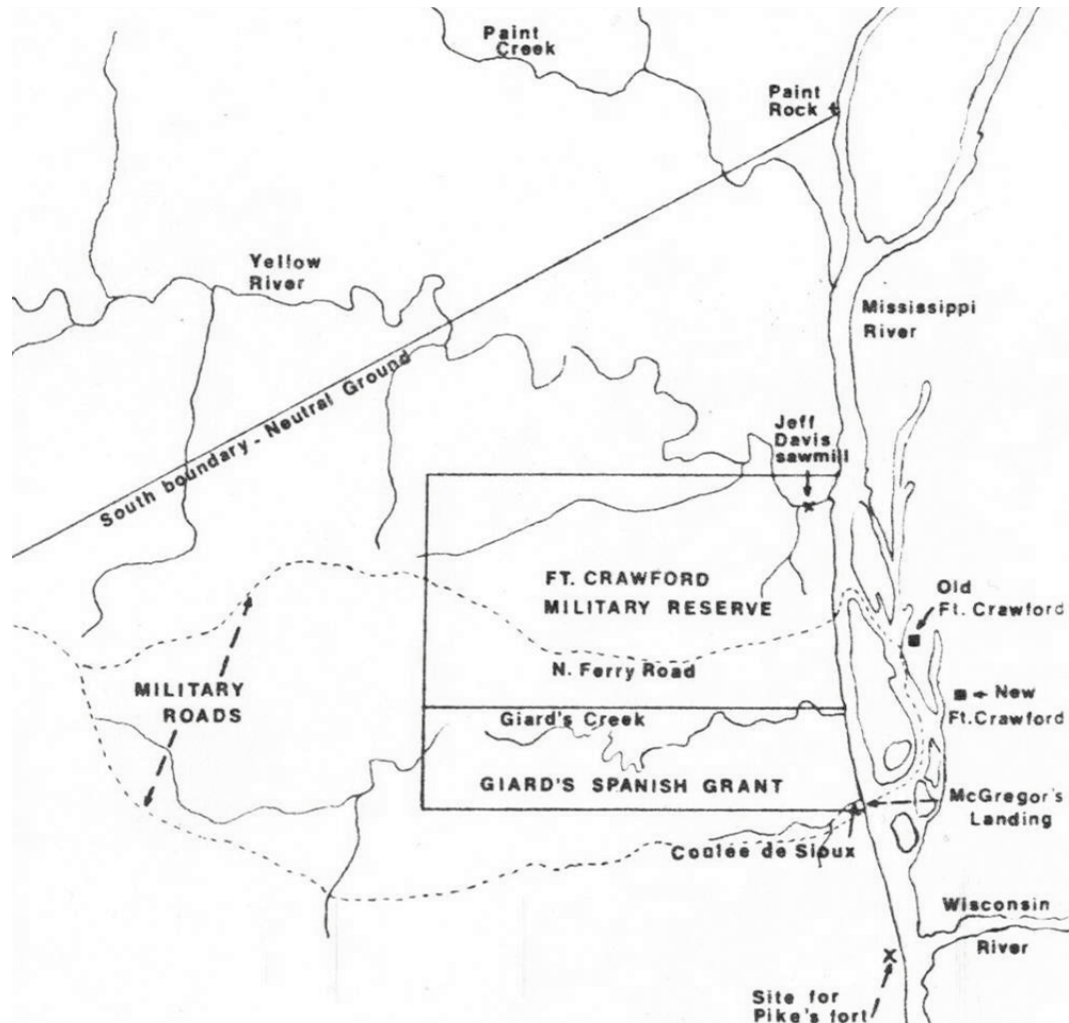 Paint
Creek
Paint
Rock
Yellow
River
Mississippi
River
South boundary - Neutral Ground
Jeff
Davis
sawmill
FT. CRAWFORD
MILITARY RESERVE
Old
Ft. Crawford
N. Ferry Road
MILITARY
ROADS
New
Ft. Crawford
Giard's Creek
GIARD'S SPANISH GRANT
McGregor's
Landing
Coulee de Sioux
Wisconsin
River
Site for
Pike's fort